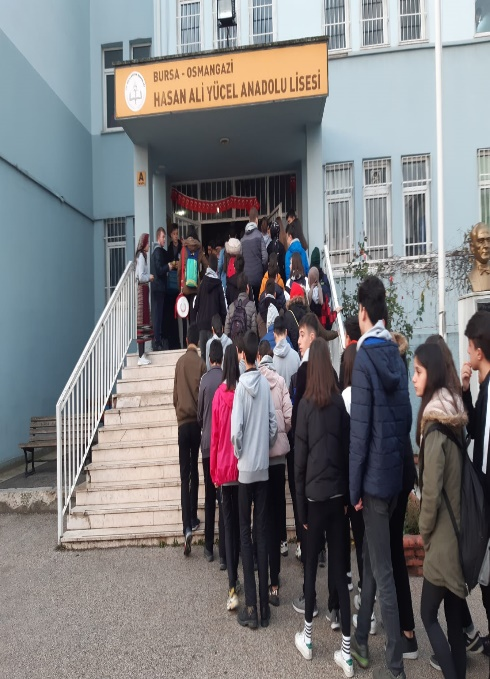 BURSA - OSMANGAZİ
HASAN ALİ YÜCEL ANADOLU LİSESİ
A